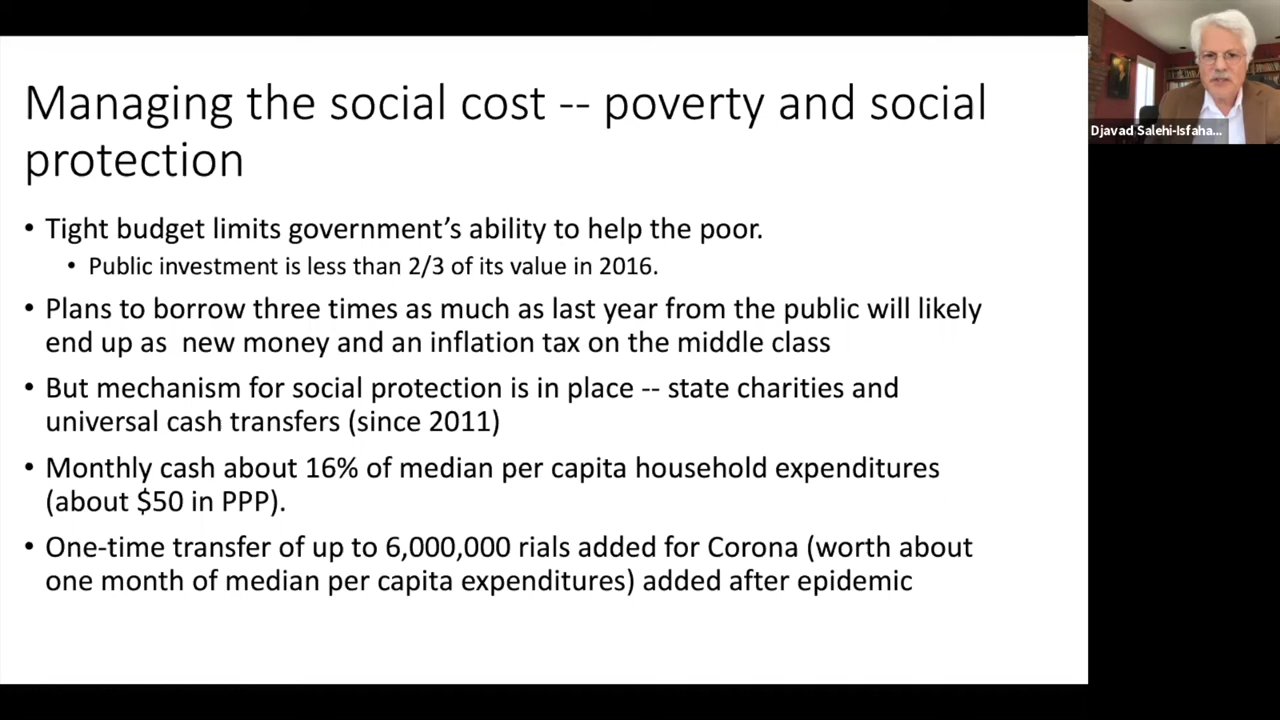 Managing the social cost -- poverty and social
protection
• Tight budget limits government's ability to help the poor.
• Public investment is less than 2/3 of its value in 2016.
• Plans to borrow three times as much as last year from the public will likely
end up as  new money and an inflation tax on the middle class
• But mechanism for social protection is in place -- state charities and
universal cash transfers (since 2011)
• Monthly cash about 16% of median per capita household expenditures
(about $50 in PPP).
• One-time transfer of up to 6,000,000 rials added for Corona (worth about
one month of median per capita expenditures) added after epidemic
Djavad Salehi-Isfaha...